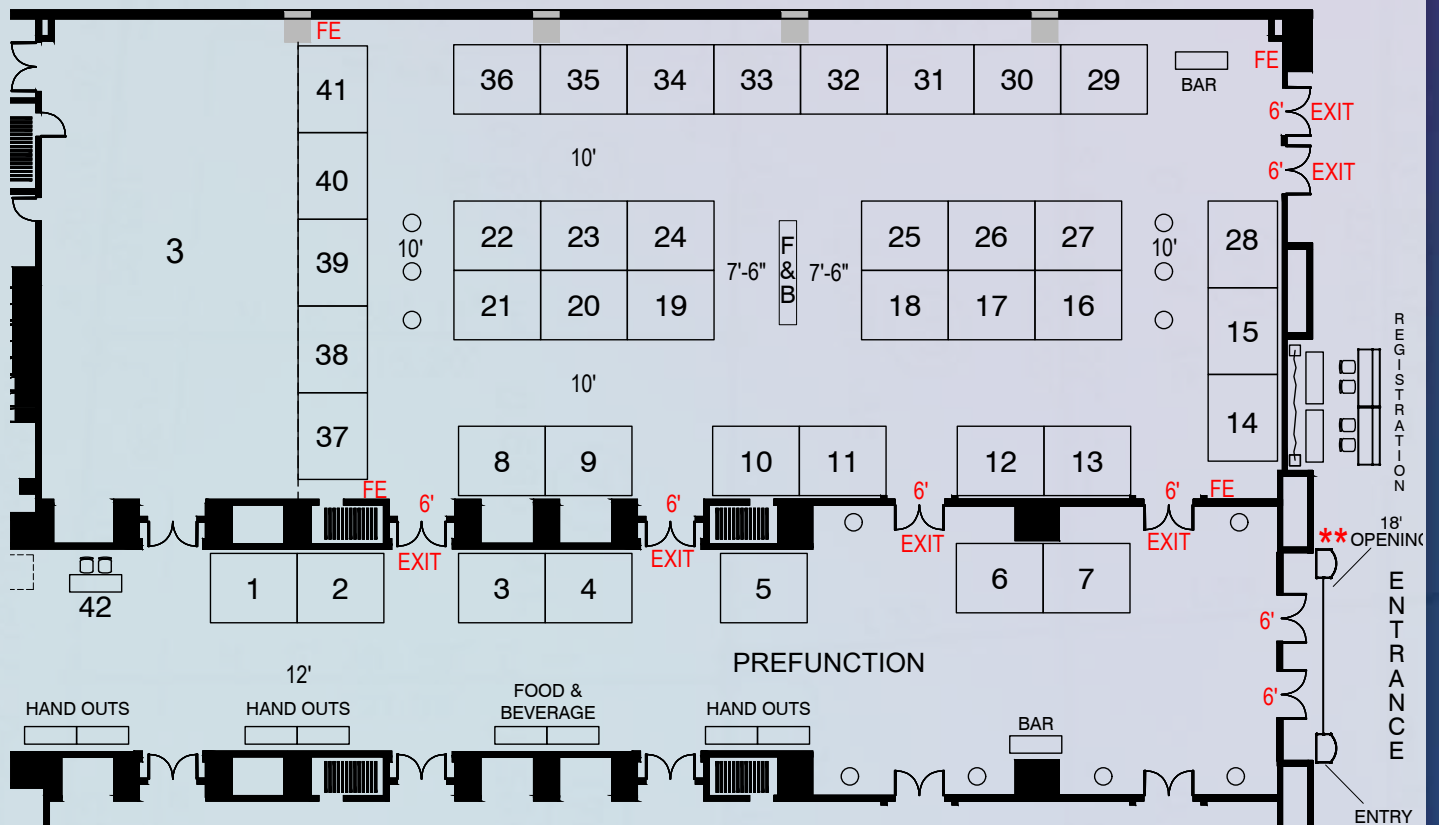 FE
41
36
35
34
33
32
31
30
29
BAR
FE
6' EXIT
10'
40
6' EXIT
3
22
23
24
25
26
27
28
39
10'
7'-6"
F & B
7'-6"
10'
21
20
19
18
17
16
15
38
10'
REGISTRATION
37
14
8
9
10
11
12
13
FE
6'
6'
6'
6'
FE
18'
** OPENING
EXIT
EXIT
EXIT
EXIT
42
1
2
3
4
5
6
7
ENTRANCE
6'
PREFUNCTION
12'
6'
HAND OUTS
HAND OUTS
FOOD &
BEVERAGE
HAND OUTS
BAR
ENTRY